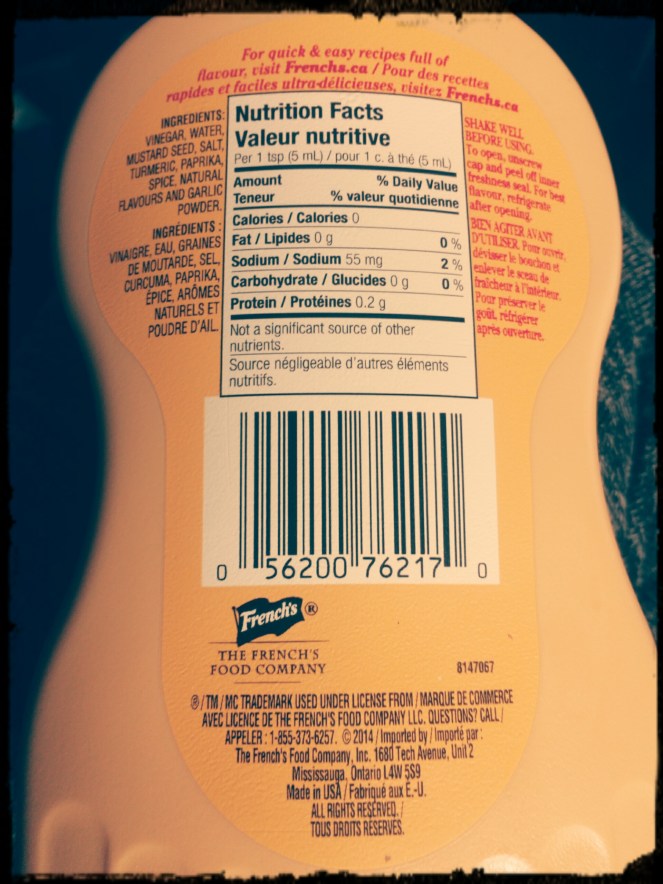 For quick & easy recipes full of
flavour, visit Frenchs.ca / Pour des recettes
rapides et faciles ultra-délicieuses, visitez Frenchs.ca
INGREDIENTS:
VINEGAR, WATER,
MUSTARD SEED, SALT,
TURMERIC, PAPRIKA,
SPICE, NATURAL
FLAVOURS AND GARLIC
POWDER.
INGRÉDIENTS :
VINAIGRE, EAU, GRAINES
DE MOUTARDE, SEL,
CURCUMA, PAPRIKA,
ÉPICE, ARÔMES
NATURELS ET
POUDRE D'AIL.
Nutrition Facts
Valeur nutritive
Per 1 tsp (5 mL) / pour 1 c. à thé (5 mL)
Amount % Daily Value
Teneur % valeur quotidienne
Calories / Calories 0
Fat / Lipides 0 g 0 %
Sodium / Sodium 55 mg 2 %
Carbohydrate / Glucides 0 g 0 %
Protein / Protéines 0.2 g
Not a significant source of other
nutrients.
Source négligeable d'autres éléments
nutritifs.
SHAKE WELL
BEFORE USING.
To open, unscrew
cap and peel off inner
freshness seal. For best
flavour, refrigerate
after opening.
BIEN AGITER AVANT
D'UTILISER. Pour ouvrir,
dévisser le bouchon et
enlever le sceau de
fraîcheur à l'intérieur.
Pour préserver le
goût, réfrigérer
après ouverture.
0 56200 76217 0
French's ®
THE FRENCH'S
FOOD COMPANY
8147067
®/TM/MC TRADEMARK USED UNDER LICENSE FROM / MARQUE DE COMMERCE
AVEC LICENCE DE THE FRENCH'S FOOD COMPANY LLC. QUESTIONS? CALL /
APPELER : 1-855-373-6257. © 2014 / Imported by / Importé par :
The French's Food Company, Inc. 1680 Tech Avenue, Unit 2
Mississauga, Ontario L4W 5S9
Made in USA / Fabriqué aux É.-U.
ALL RIGHTS RESERVED. /
TOUS DROITS RÉSERVÉS.